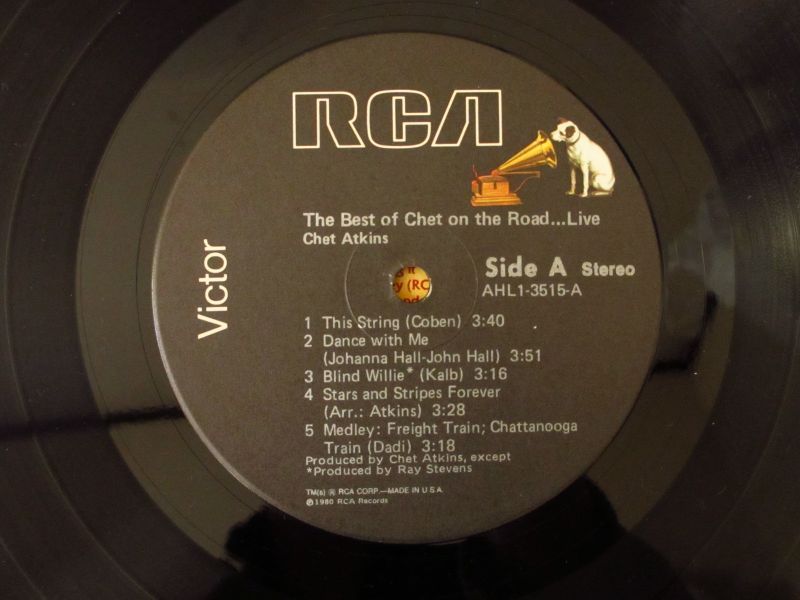 RCA
The Best of Chet on the Road...Live
Chet Atkins
Victor
Side A Stereo
AHL1-3515-A
1 This String (Coben) 3:40
2 Dance with Me
(Johanna Hall-John Hall) 3:51
3 Blind Willie* (Kalb) 3:16
4 Stars and Stripes Forever
(Arr.: Atkins) 3:28
5 Medley: Freight Train; Chattanooga
Train (Dadi) 3:18
Produced by Chet Atkins, except
*Produced by Ray Stevens
TM(s) ® RCA CORP.—MADE IN U.S.A.
℗ 1980 RCA Records